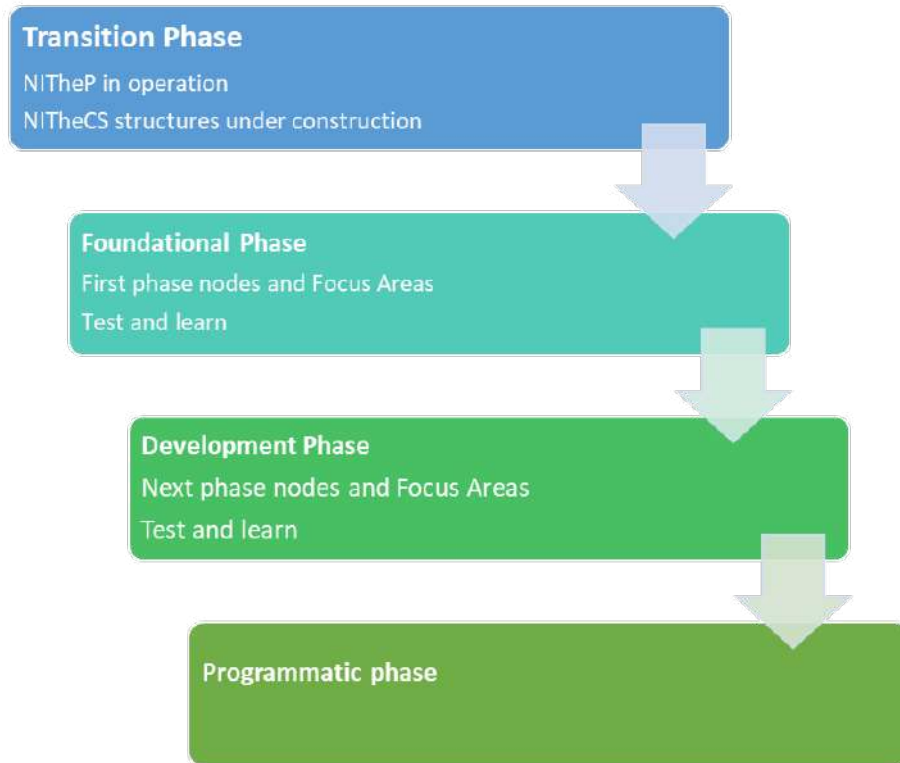 Transition Phase
NITheP in operation
NITheCS structures under construction
Foundational Phase
First phase nodes and Focus Areas
Test and learn
Development Phase
Next phase nodes and Focus Areas
Test and learn
Programmatic phase